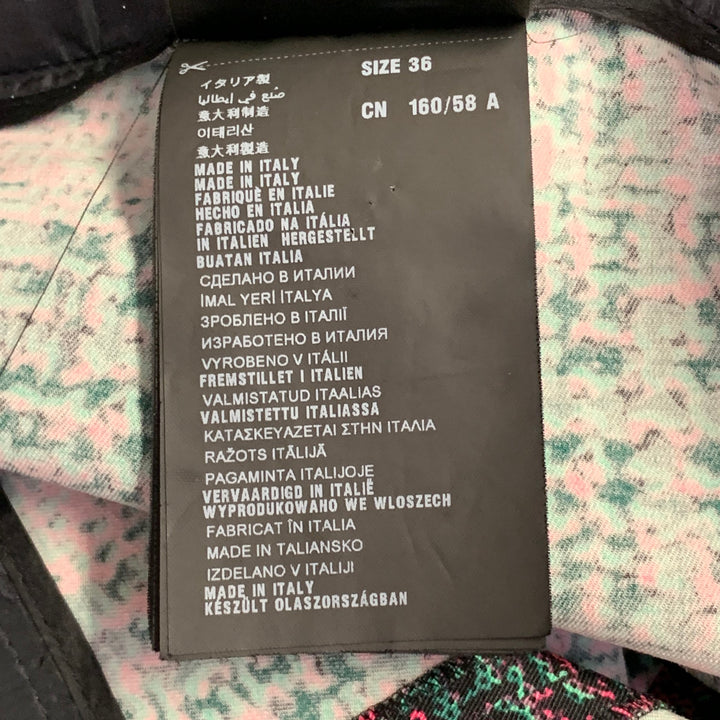 SIZE 36
CN 160/58 A
イタリア製
صنع في إيطاليا
意大利制造
이태리산
意大利製造
MADE IN ITALY
MADE IN ITALY
FABRIQUÉ EN ITALIE
HECHO EN ITALIA
FABRICADO NA ITÁLIA
IN ITALIEN HERGESTELLT
BUATAN ITALIA
СДЕЛАНО В ИТАЛИИ
İMAL YERİ İTALYA
ЗРОБЛЕНО В ІТАЛІЇ
ИЗРАБОТЕНО В ИТАЛИЯ
VYROBENO V ITÁLII
FREMSTILLET I ITALIEN
VALMISTATUD ITAALIAS
VALMISTETTU ITALIASSA
ΚΑΤΑΣΚΕΥΑΖΕΤΑΙ ΣΤΗΝ ΙΤΑΛΙΑ
RAŽOTS ITĀLIJĀ
PAGAMINTA ITALIJOJE
VERVAARDIGD IN ITALIË
WYPRODUKOWAHO WE WLOSZECH
FABRICAT ÎN ITALIA
MADE IN TALIANSKO
IZDELANO V ITALIJI
MADE IN ITALY
KÉSZÜLT OLASZORSZÁGBAN